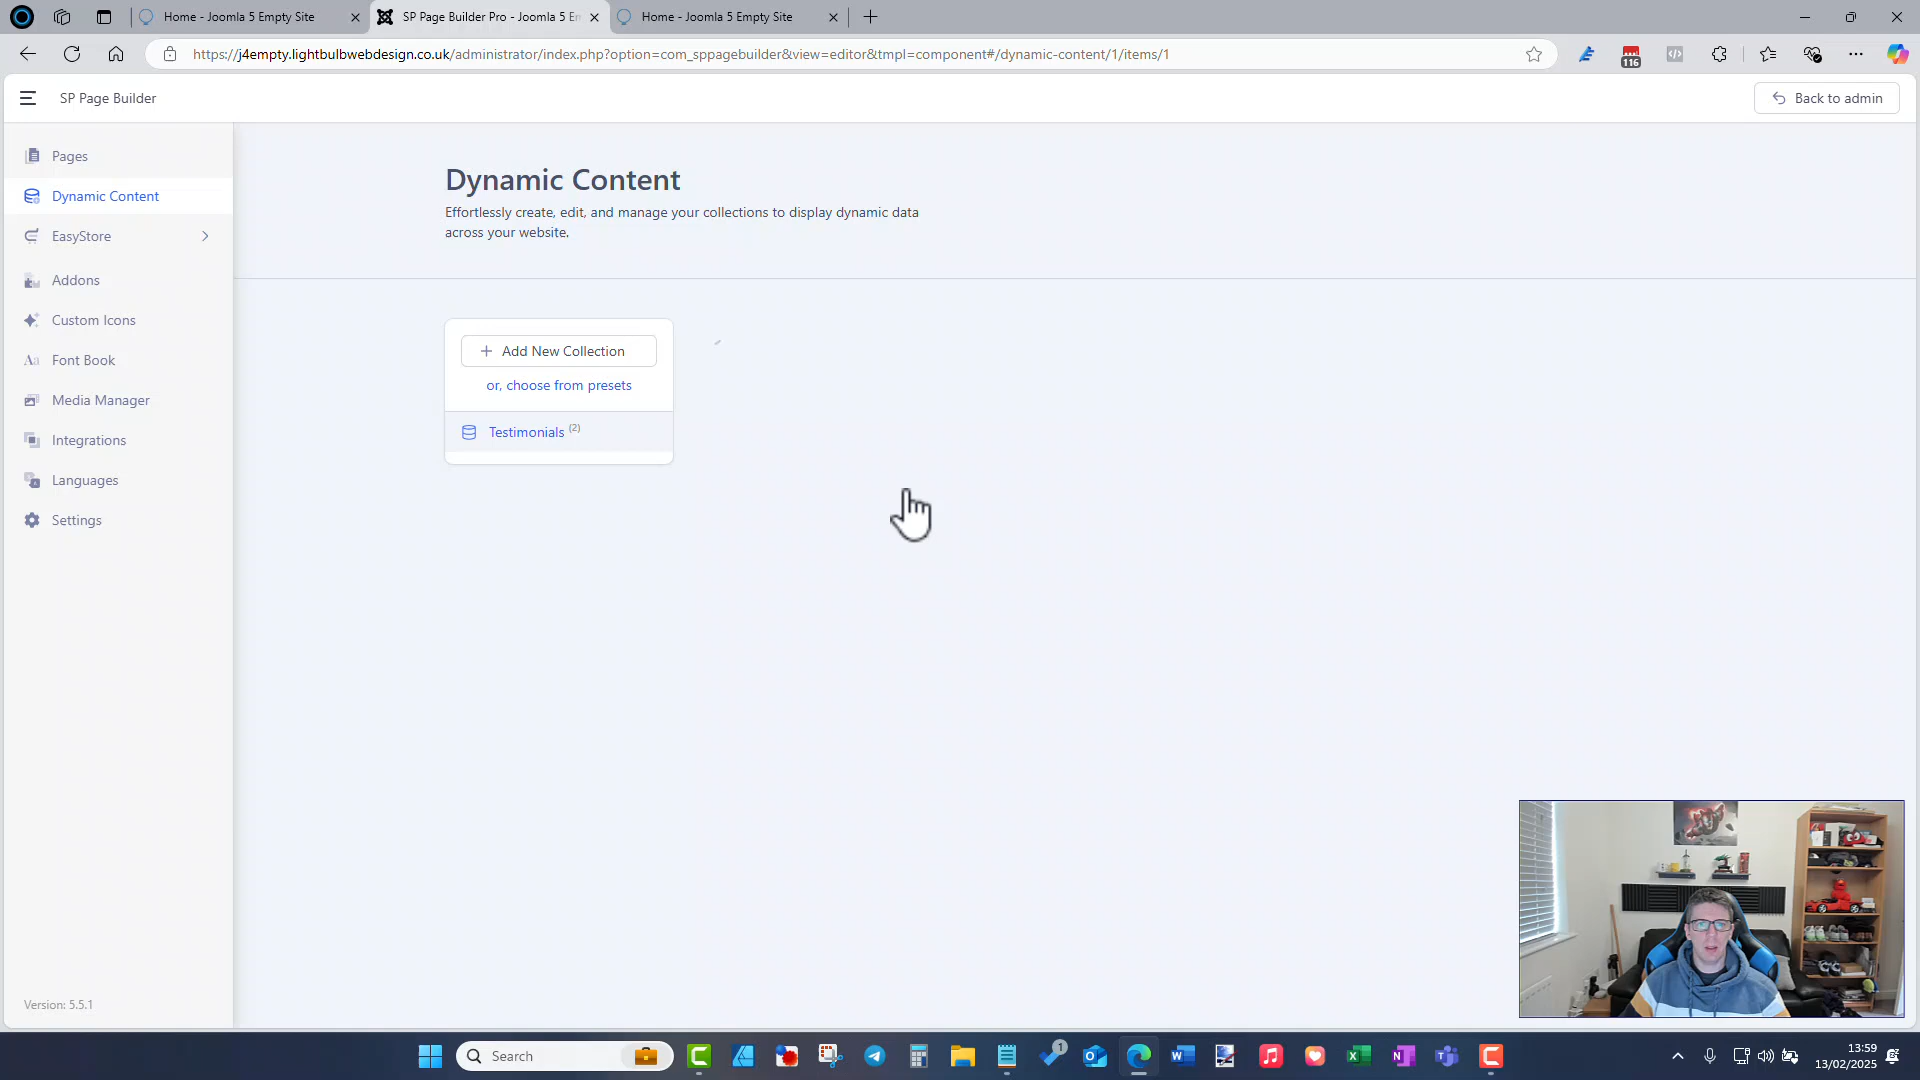 Home - Joomla 5 Empty Site
SP Page Builder Pro - Joomla 5 En
Home - Joomla 5 Empty Site
https://j4empty.lightbulbwebdesign.co.uk/administrator/index.php?option=com_sppagebuilder&view=editor&tmpl=component#/dynamic-content/1/items/1
116
SP Page Builder
Back to admin
Pages
Dynamic Content
EasyStore
Addons
Custom Icons
Aa Font Book
Media Manager
Integrations
Languages
Settings
Version: 5.5.1
Dynamic Content
Effortlessly create, edit, and manage your collections to display dynamic data
across your website.
Add New Collection
or, choose from presets
Testimonials (2)
Search
1
13:59
13/02/2025